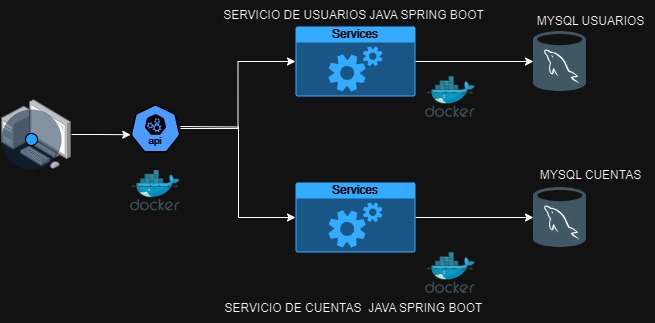 SERVICIO DE USUARIOS JAVA SPRING BOOT
MYSQL USUARIOS
Services
docker
api
docker
MYSQL CUENTAS
Services
docker
SERVICIO DE CUENTAS JAVA SPRING BOOT